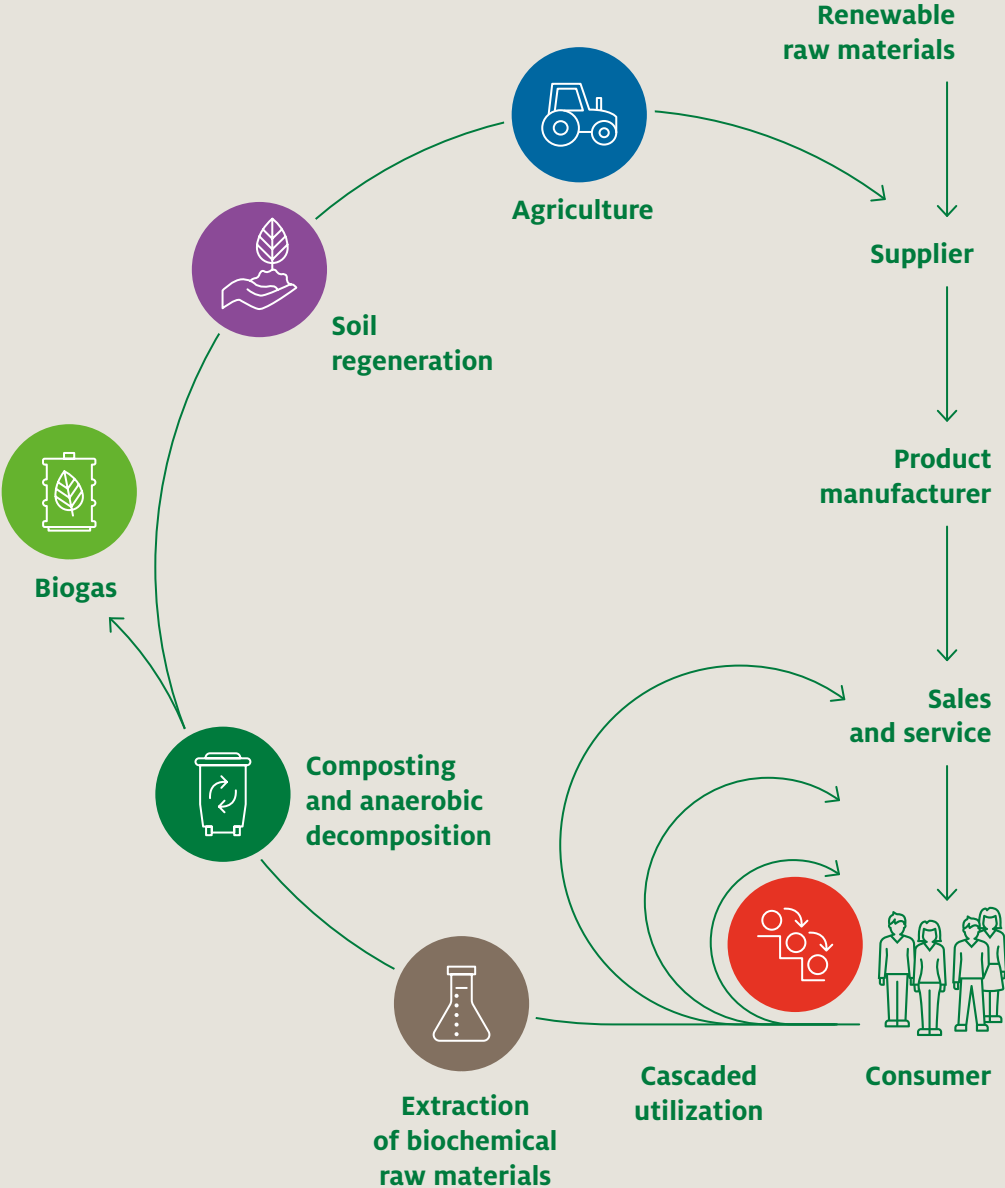 Renewable
raw materials
Agriculture
Supplier
Soil
regeneration
Product
manufacturer
Biogas
Sales
and service
Composting
and anaerobic
decomposition
Cascaded
utilization
Consumer
Extraction
of biochemical
raw materials